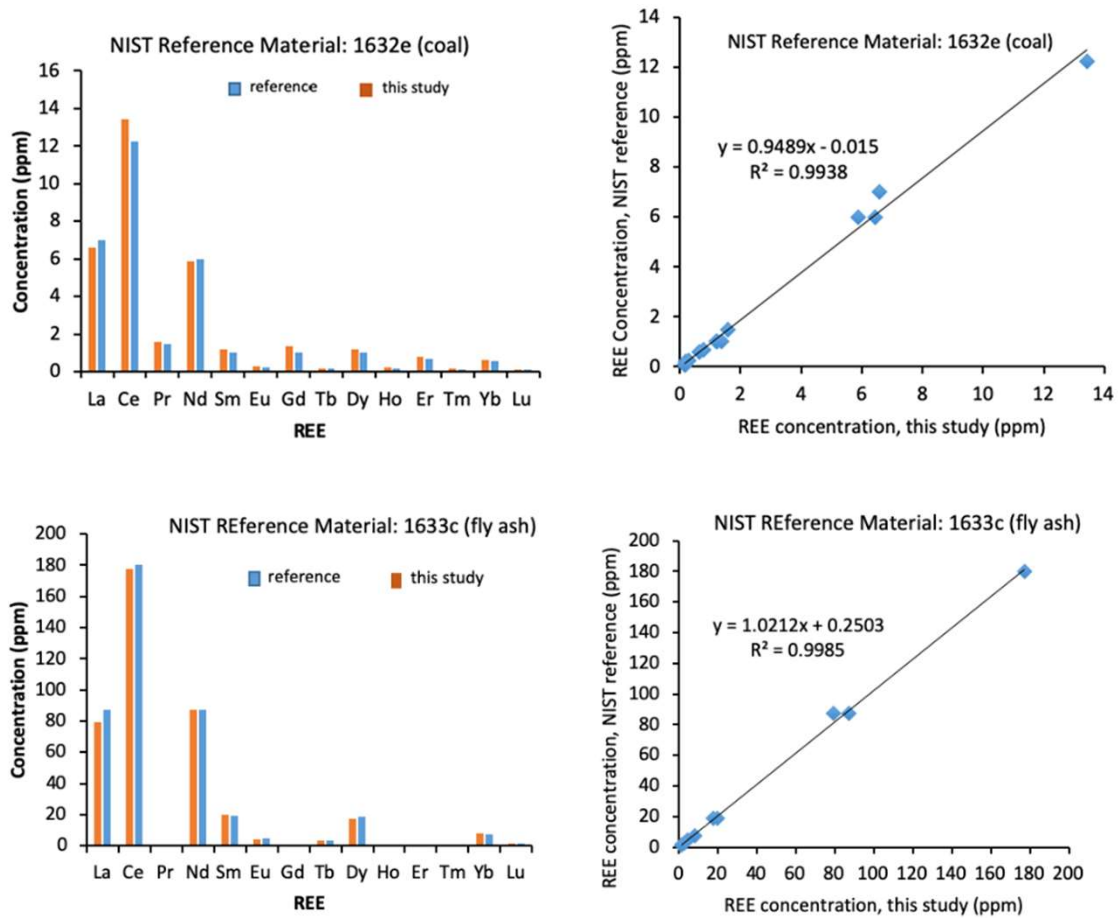 NIST Reference Material: 1632e (coal)
reference
this study
Concentration (ppm)
16
14
12
10
8
6
4
2
0
La Ce Pr Nd Sm Eu Gd Tb Dy Ho Er Tm Yb Lu
REE
NIST Reference Material: 1632e (coal)
REE Concentration, NIST reference (ppm)
14
12
10
8
6
4
2
0
y = 0.9489x - 0.015
R² = 0.9938
0 2 4 6 8 10 12 14
REE concentration, this study (ppm)
NIST REference Material: 1633c (fly ash)
reference
this study
Concentration (ppm)
200
180
160
140
120
100
80
60
40
20
0
La Ce Pr Nd Sm Eu Gd Tb Dy Ho Er Tm Yb Lu
REE
NIST REference Material: 1633c (fly ash)
REE concentration, NIST reference (ppm)
200
180
160
140
120
100
80
60
40
20
0
y = 1.0212x + 0.2503
R² = 0.9985
0 20 40 60 80 100 120 140 160 180 200
REE concentration, this study (ppm)